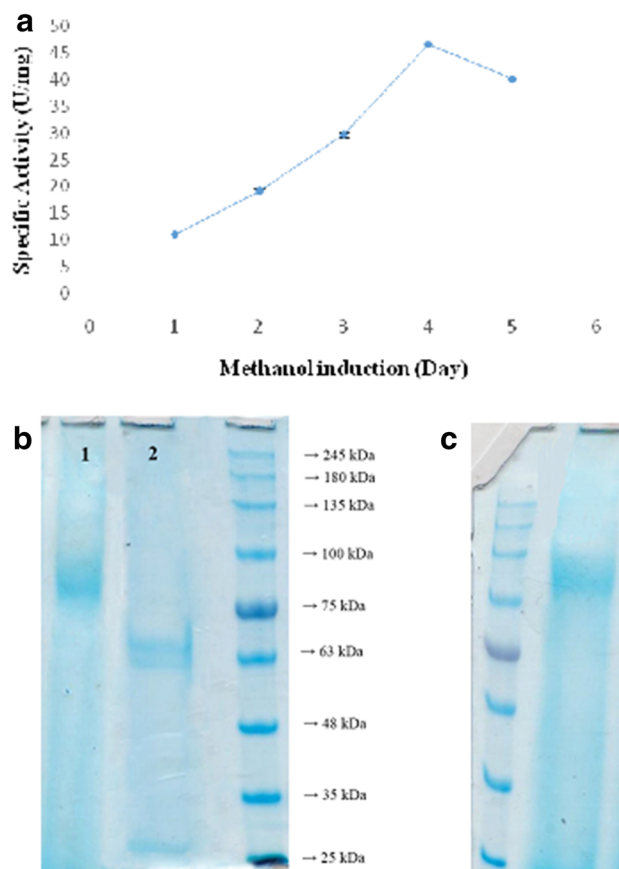 a
Specific Activity (U/mg)
50
45
40
35
30
25
20
15
10
5
0
0 1 2 3 4 5 6
Methanol induction (Day)
b
1 2
→ 245 kDa
→ 180 kDa
→ 135 kDa
→ 100 kDa
→ 75 kDa
→ 63 kDa
→ 48 kDa
→ 35 kDa
→ 25 kDa
c